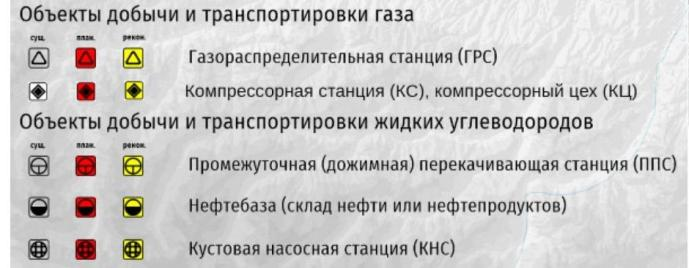 Объекты добычи и транспортировки газа
сущ. план. рекон.
Газораспределительная станция (ГРС)
Компрессорная станция (КС), компрессорный цех (КЦ)
Объекты добычи и транспортировки жидких углеводородов
сущ. план. рекон.
Промежуточная (дожимная) перекачивающая станция (ППС)
Нефтебаза (склад нефти или нефтепродуктов)
Кустовая насосная станция (КНС)